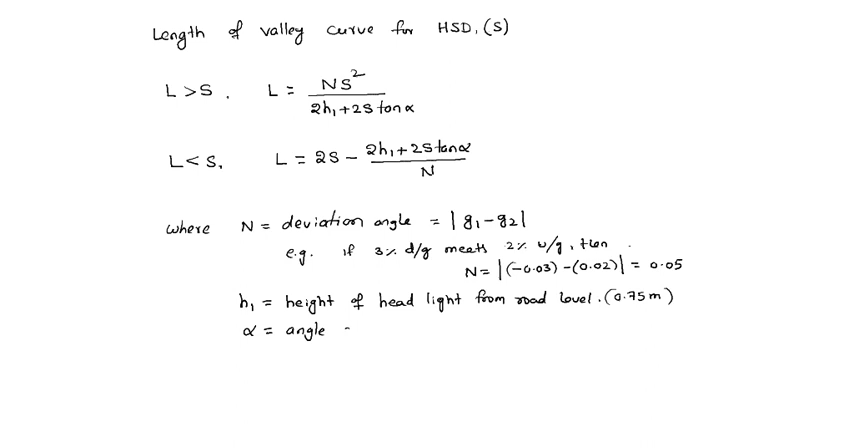 Length of valley curve for HSD, (S)
L > S . L = NS² / 2h₁ + 2S tan α
L < S, L = 2S - 2h₁ + 2S tan α / N
where N = deviation angle = |g₁ - g₂|
e.g. if 3% d/g meets 2% u/g, then
N = |(-0.03) - (0.02)| = 0.05
h₁ = height of head light from road level. (0.75m)
α = angle -